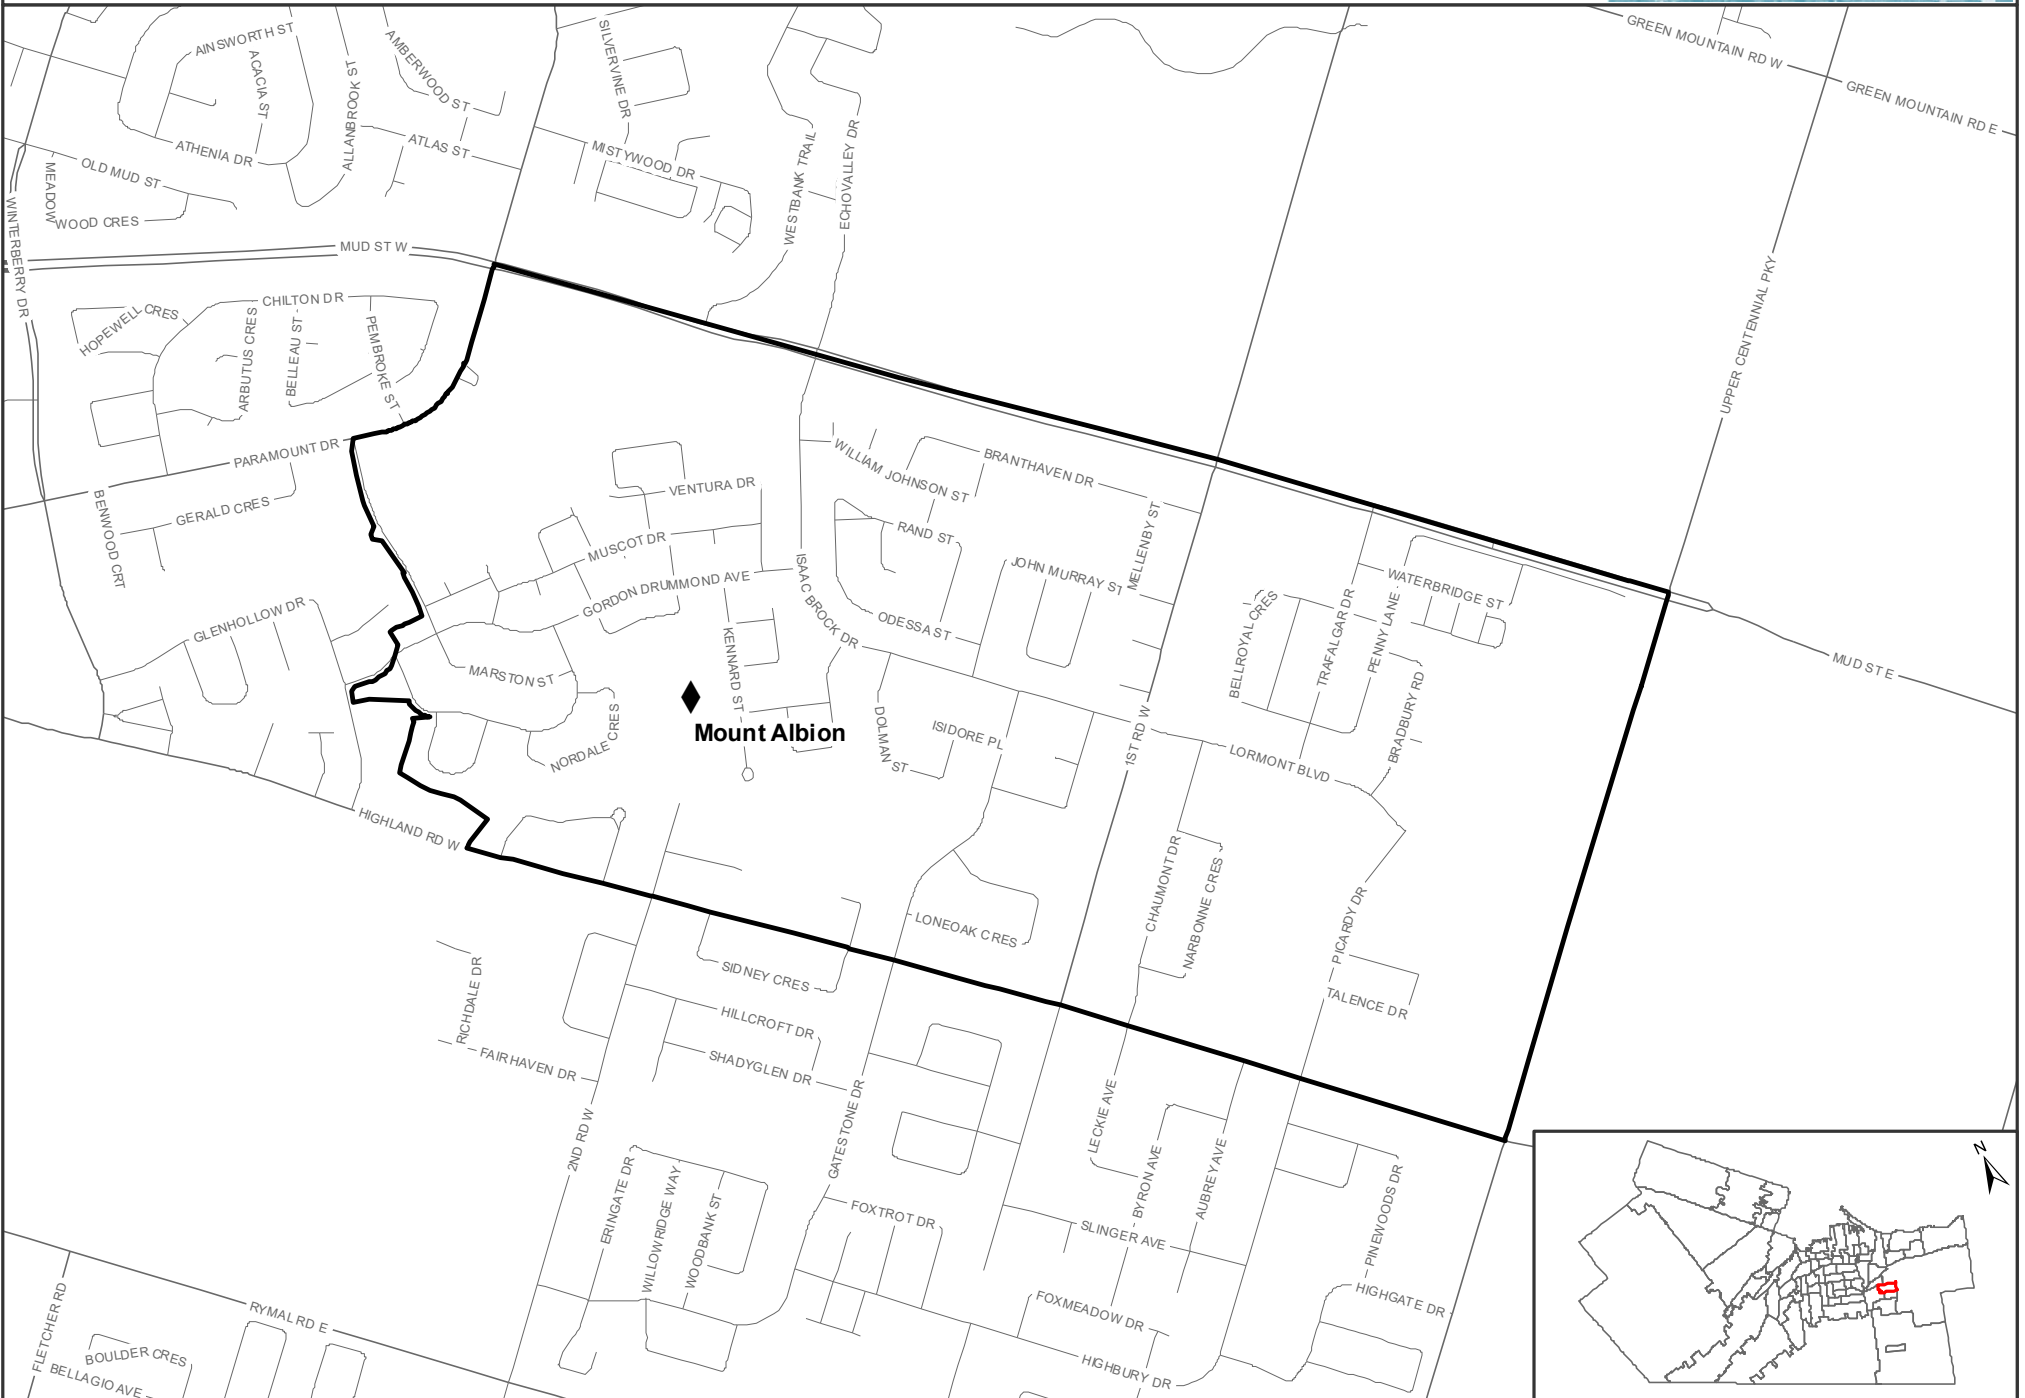 GREEN MOUNTAIN RD W
GREEN MOUNTAIN RD E
AINSWORTH ST
ACACIA ST
ALLANBROOK ST
AMBERWOOD ST
SILVERVINE DR
ATHENIA DR
ATLAS ST
MISTYWOOD DR
WESTBANK TRAIL
ECHOVALLEY DR
OLD MUD ST
MEADOW
WOOD CRES
WINTERBERRY DR
MUD ST W
UPPER CENTENNIAL PKY
CHILTON DR
HOPEWELL CRES
ARBUTUS CRES
BELLEAU ST
PEMBROKE ST
PARAMOUNT DR
GERALD CRES
BENWOOD CRT
VENTURA DR
WILLIAM JOHNSON ST
BRANTHAVEN DR
RAND ST
MUSCOT DR
GORDON DRUMMOND AVE
ISAAC BROCK DR
JOHN MURRAY ST
MELLENBY ST
WATERBRIDGE ST
BELLROYAL CRES
TRAFALGAR DR
PENNY LANE
BRADBURY RD
GLENHOLLOW DR
ODESSA ST
KENNARD ST
MARSTON ST
NORDALE
CRES
Mount Albion
DOLMAN
ST
ISIDORE PL
1ST RD W
LORMONT BLVD
MUD ST E
HIGHLAND RD W
CHAUMONT DR
NARBONNE CRES
PICARDY DR
LONEOAK CRES
TALENCE DR
SIDNEY CRES
RICHDALE DR
HILLCROFT DR
FAIRHAVEN DR
SHADYGLEN DR
GATESTONE DR
2ND RD W
LECKIE AVE
BYRON AVE
AUBREY AVE
PINEWOODS DR
ERINGATE DR
WILLOWRIDGE WAY
WOODBANK ST
FOXTROT DR
SLINGER AVE
HIGHGATE DR
FOXMEADOW DR
HIGHBURY DR
RYMAL RD E
FLETCHER RD
BOULDER CRES
BELLAGIO AVE
N